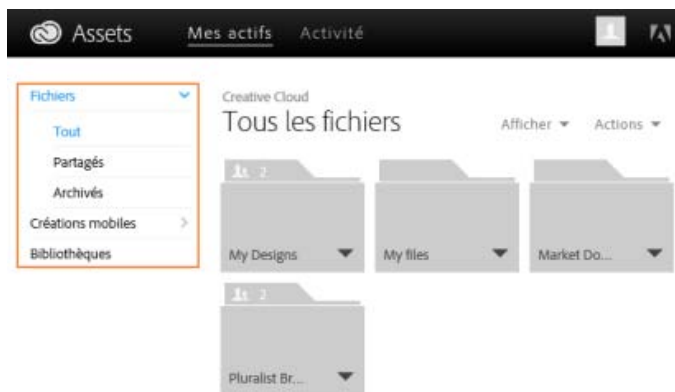 Assets Mes actifs Activité
Fichiers
Tout
Partagés
Archivés
Créations mobiles
Bibliothèques
Creative Cloud
Tous les fichiers
Afficher Actions
2
My Designs
My files
Market Do...
2
Pluralist Br...